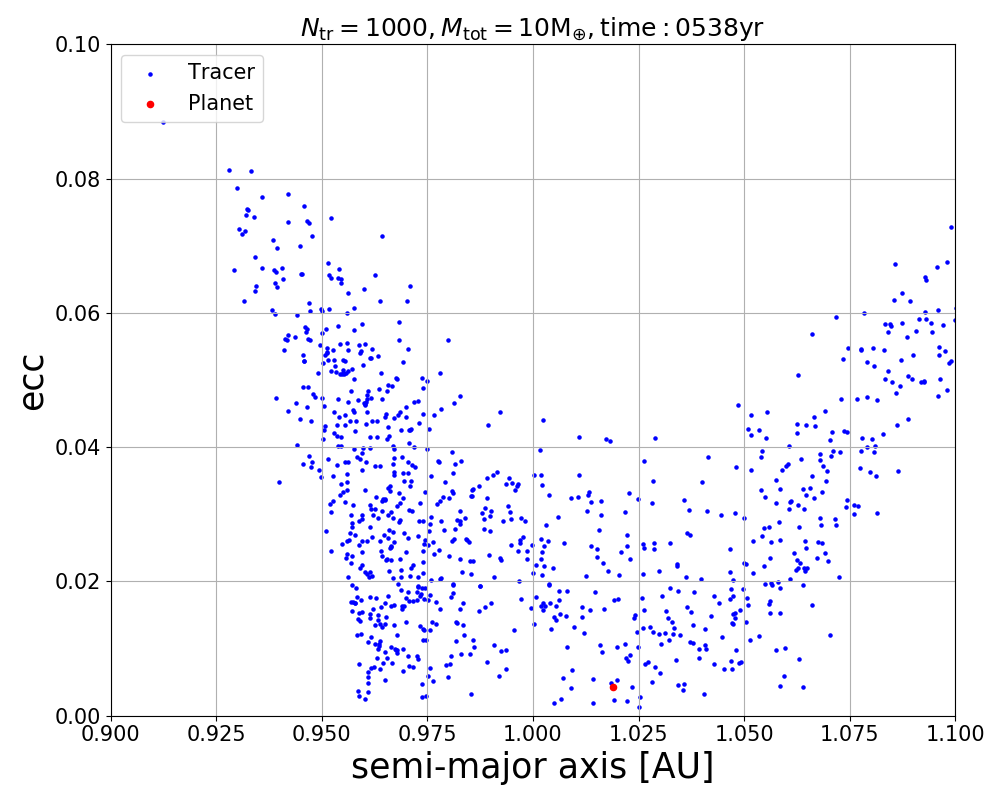 N_tr = 1000, M_tot = 10M_⊕, time : 0538yr
Tracer
Planet
0.10
0.08
0.06
0.04
0.02
0.00
ecc
0.900 0.925 0.950 0.975 1.000 1.025 1.050 1.075 1.100
semi-major axis [AU]